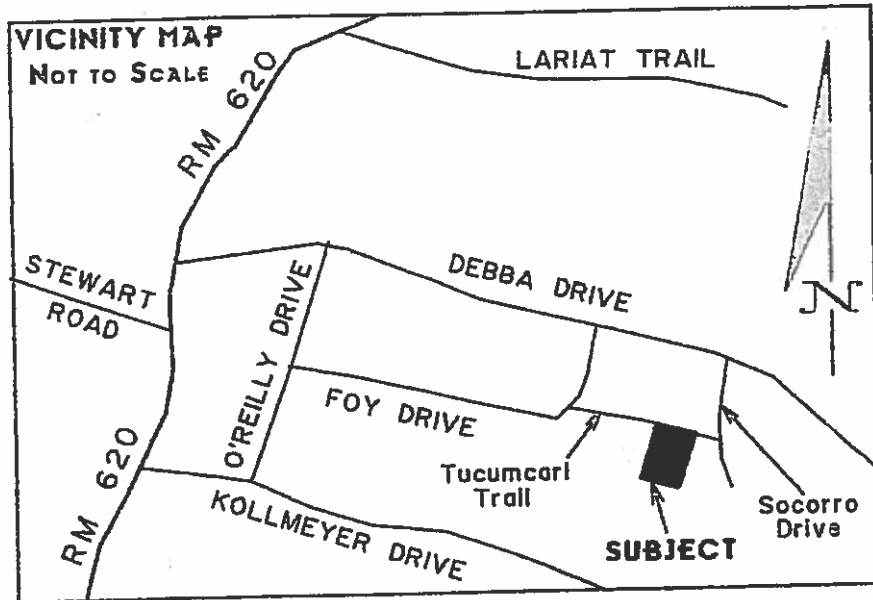 VICINITY MAP
NOT TO SCALE
RM 620
LARIAT TRAIL
N
STEWART
ROAD
O'REILLY DRIVE
DEBBA DRIVE
FOY DRIVE
Tucumcari
Trail
Socorro
Drive
SUBJECT
RM 620
KOLLMEYER DRIVE